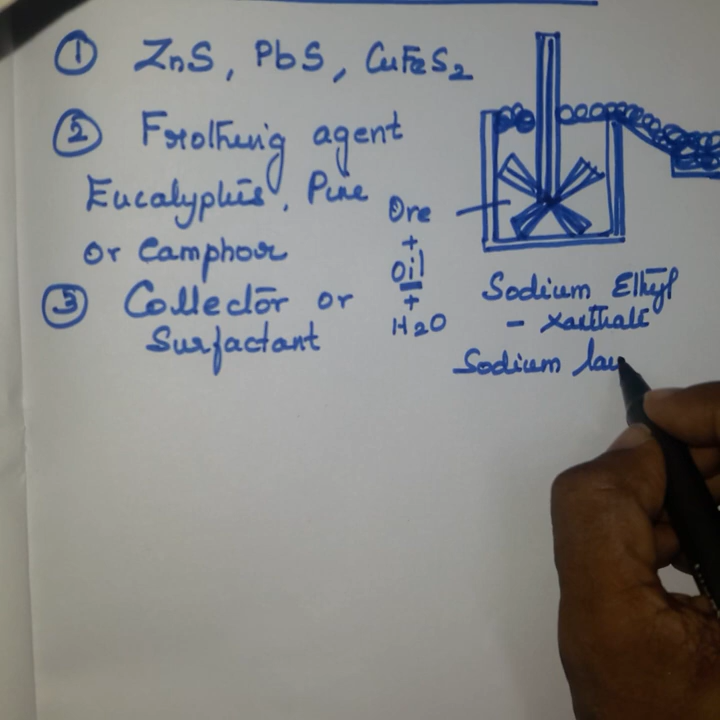 ① ZnS, PbS, CuFeS2
② Frothing agent
Eucalyptus, Pine
or Camphor
③ Collector or
Surfactant
Ore
+
Oil
+
H2O
Sodium Ethyl
- Xanthate
Sodium lau